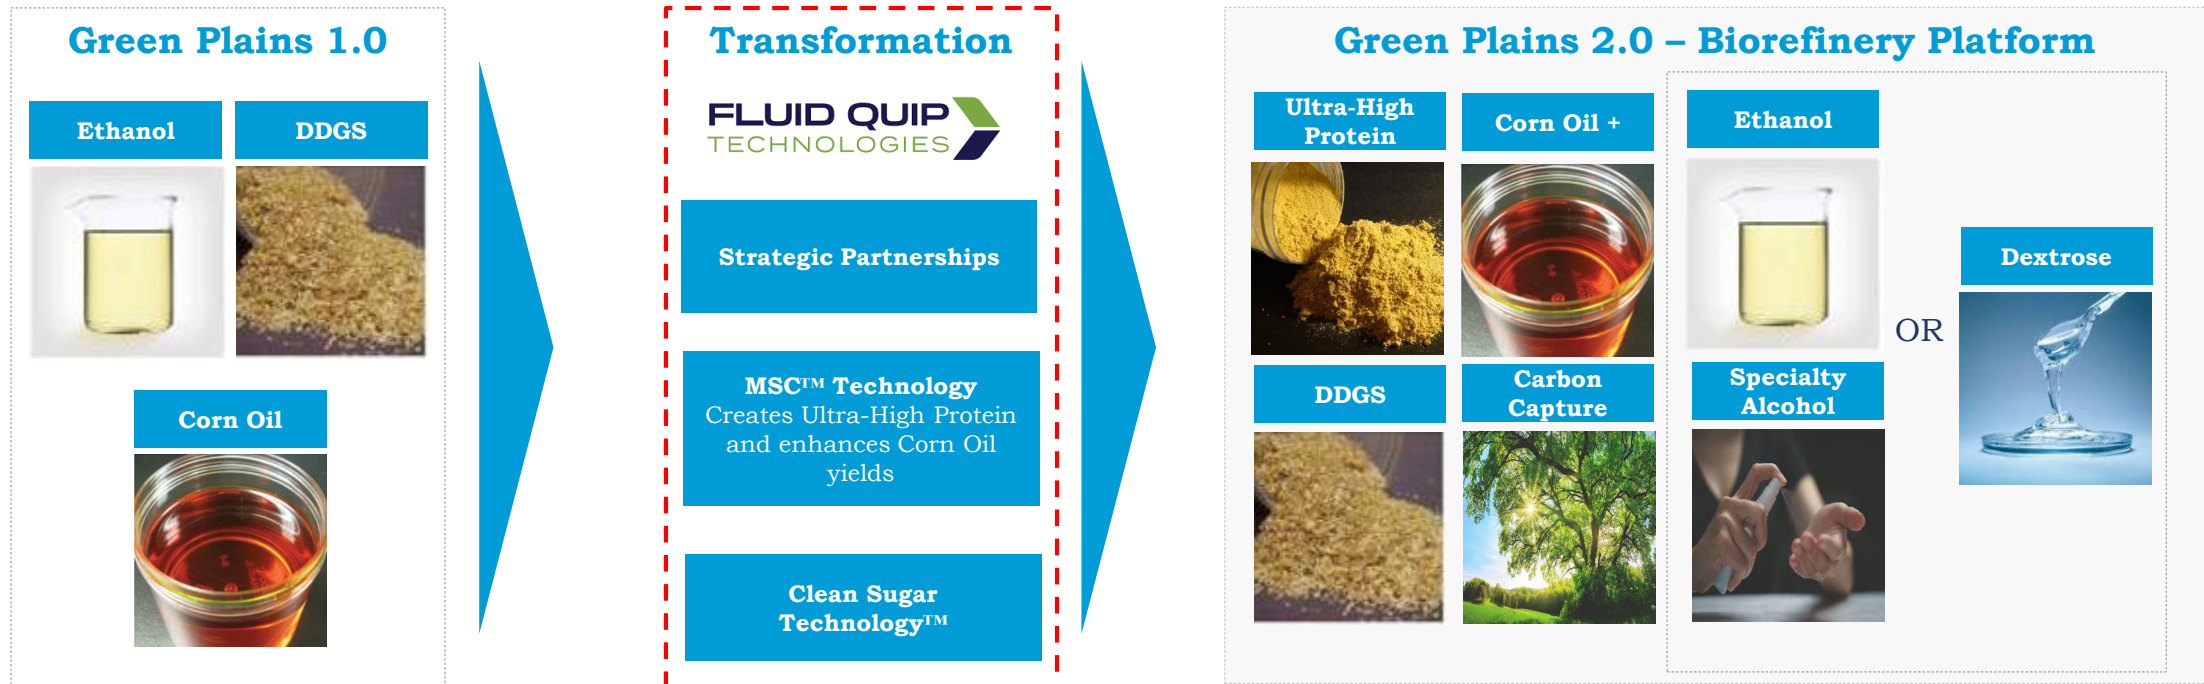 Green Plains 1.0
Ethanol
DDGS
Corn Oil
Transformation
FLUID QUIP
TECHNOLOGIES
Strategic Partnerships
MSC™ Technology
Creates Ultra-High Protein
and enhances Corn Oil
yields
Clean Sugar
Technology™
Green Plains 2.0 – Biorefinery Platform
Ultra-High
Protein
Corn Oil +
DDGS
Carbon
Capture
Ethanol
Specialty
Alcohol
OR
Dextrose